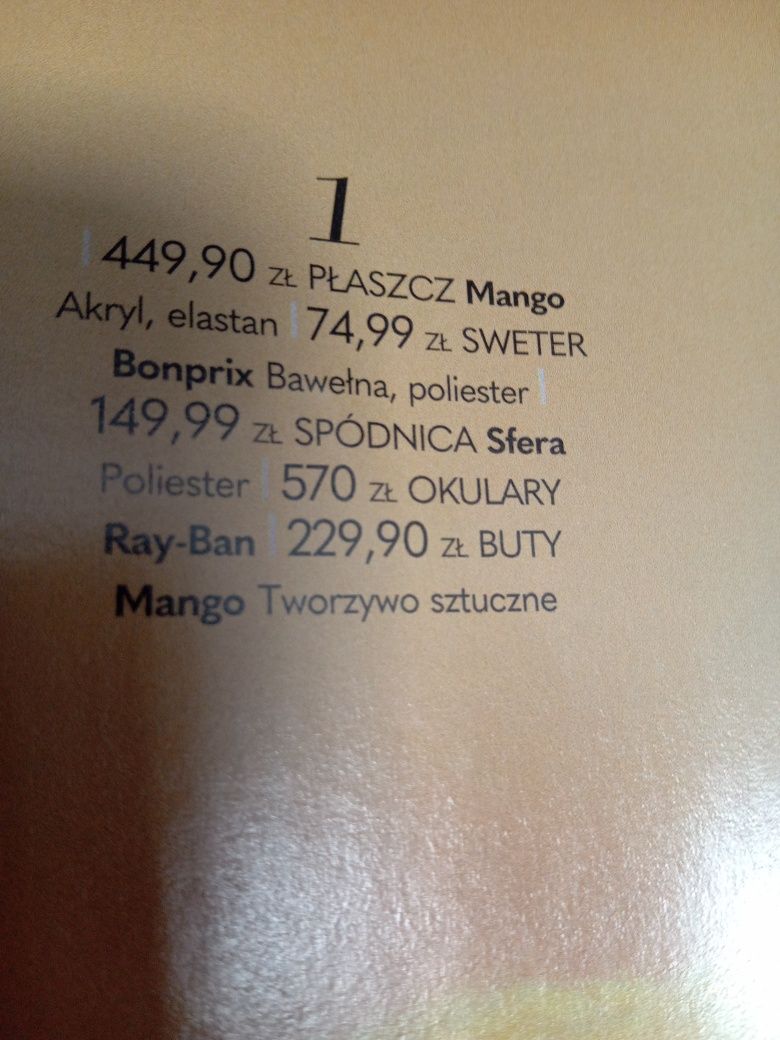 1
| 449,90 ZŁ PŁASZCZ Mango
Akryl, elastan | 74,99 ZŁ SWETER
Bonprix Bawełna, poliester |
149,99 ZŁ SPÓDNICA Sfera
Poliester | 570 ZŁ OKULARY
Ray-Ban | 229,90 ZŁ BUTY
Mango Tworzywo sztuczne